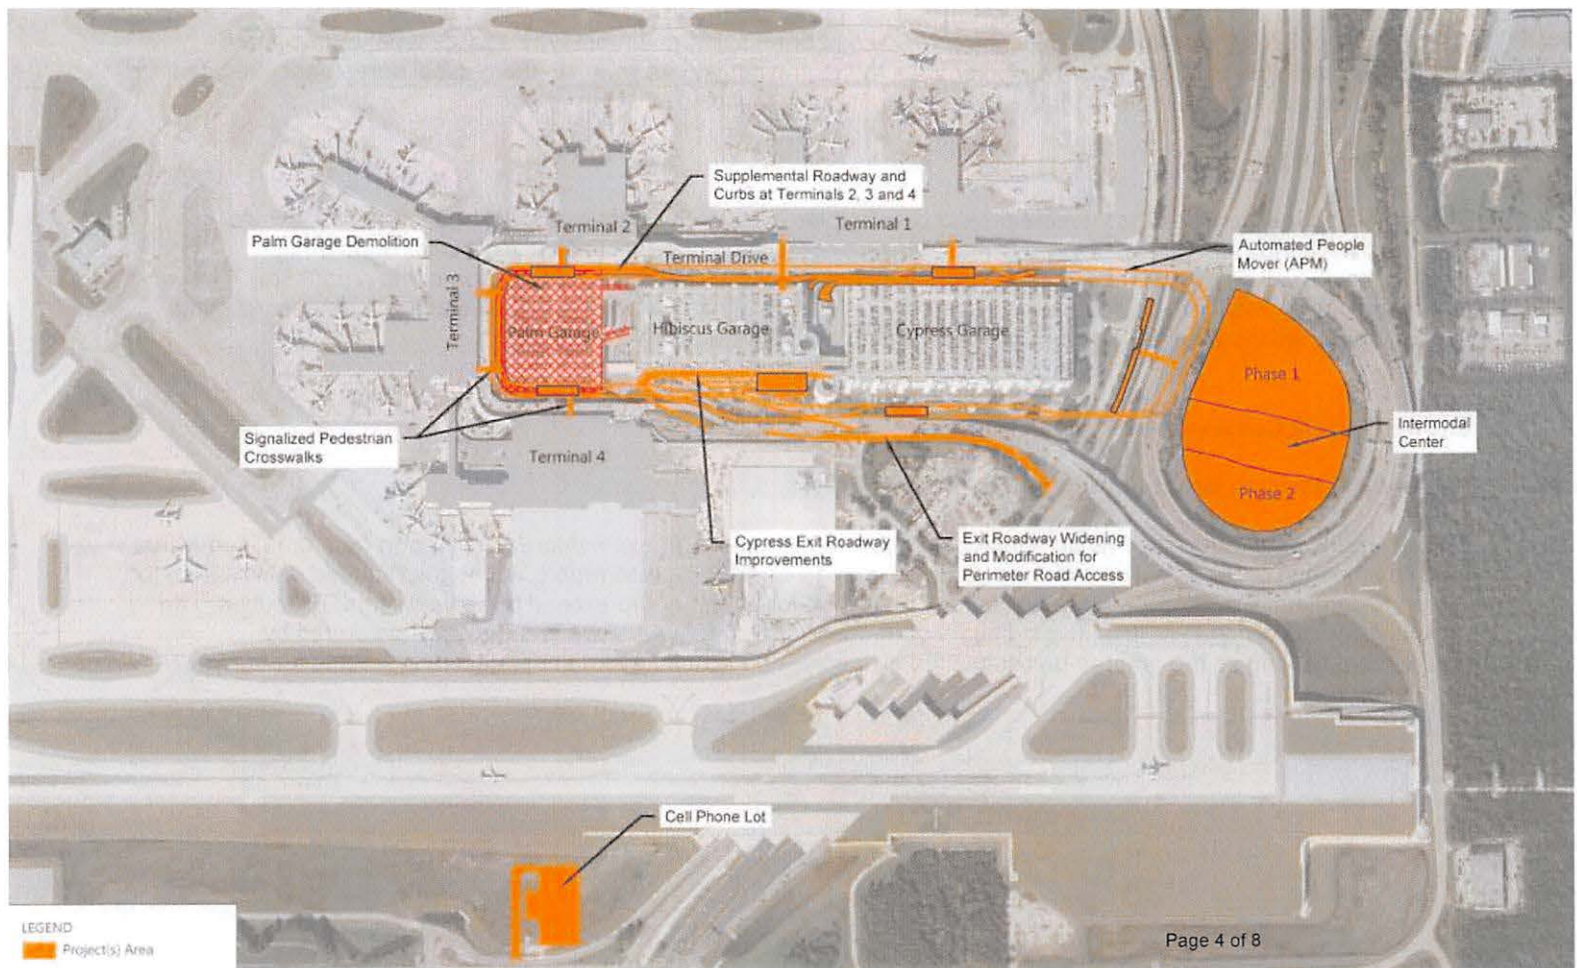 Supplemental Roadway and
Curbs at Terminals 2, 3 and 4
Terminal 2
Terminal 1
Palm Garage Demolition
Terminal Drive
Automated People
Mover (APM)
Terminal 3
Palm Garage
Hibiscus Garage
Cypress Garage
Phase 1
Intermodal
Center
Signalized Pedestrian
Crosswalks
Terminal 4
Phase 2
Cypress Exit Roadway
Improvements
Exit Roadway Widening
and Modification for
Perimeter Road Access
Cell Phone Lot
LEGEND
Project(s) Area
Page 4 of 8